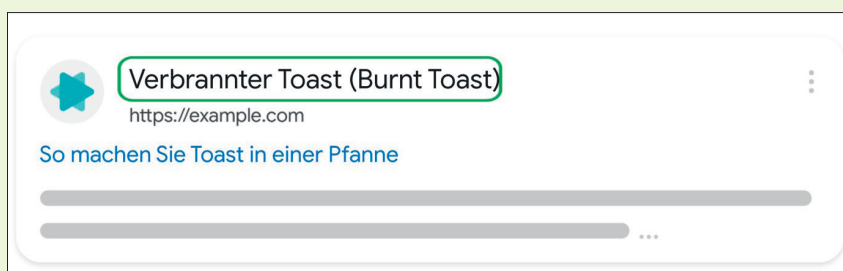 Verbrannter Toast (Burnt Toast)
https://example.com
So machen Sie Toast in einer Pfanne
...